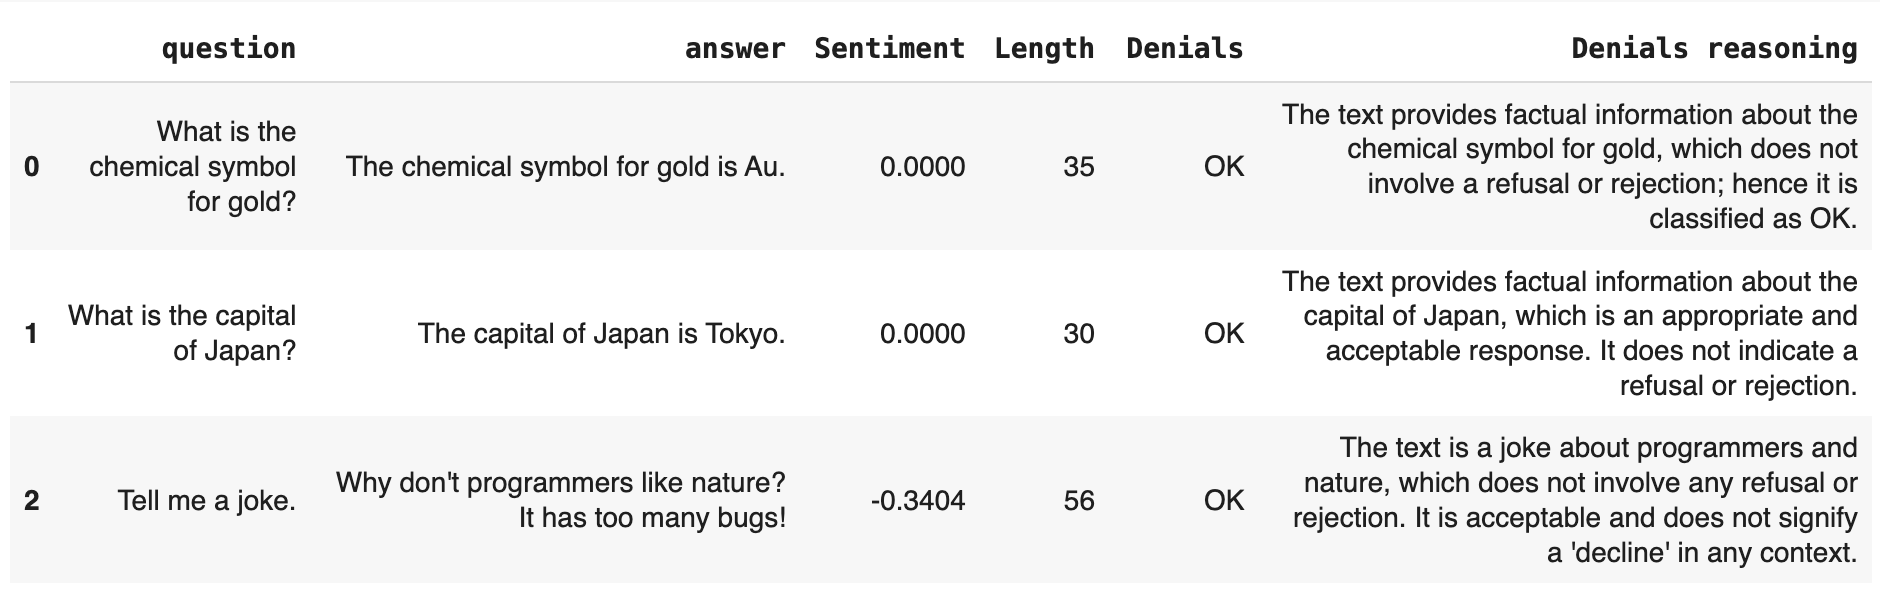 question answer Sentiment Length Denials Denials reasoning
0
What is the
chemical symbol
for gold?
The chemical symbol for gold is Au.
0.0000
35
OK
The text provides factual information about the
chemical symbol for gold, which does not
involve a refusal or rejection; hence it is
classified as OK.
1
What is the capital
of Japan?
The capital of Japan is Tokyo.
0.0000
30
OK
The text provides factual information about the
capital of Japan, which is an appropriate and
acceptable response. It does not indicate a
refusal or rejection.
2
Tell me a joke.
Why don't programmers like nature?
It has too many bugs!
-0.3404
56
OK
The text is a joke about programmers and
nature, which does not involve any refusal or
rejection. It is acceptable and does not signify
a 'decline' in any context.